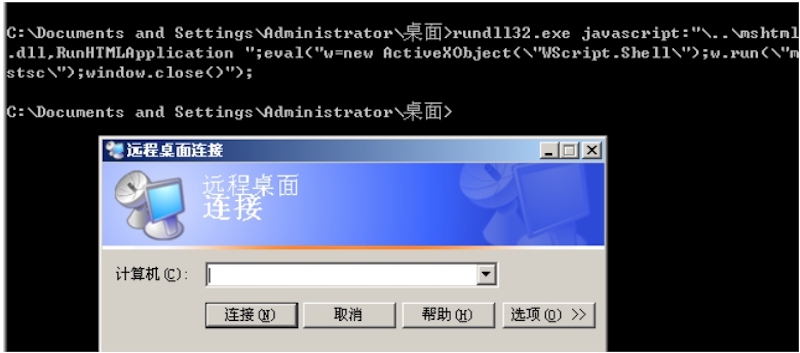 C:\Documents and Settings\Administrator\桌面>rundll32.exe javascript:"\..\mshtml
.dll,RunHTMLApplication ";eval("w=new ActiveXObject(\"WScript.Shell\");w.run(\"m
stsc\");window.close()");
C:\Documents and Settings\Administrator\桌面>
远程桌面连接
远程桌面
连接
计算机(C):
连接(N) 取消 帮助(H) 选项(O) >>